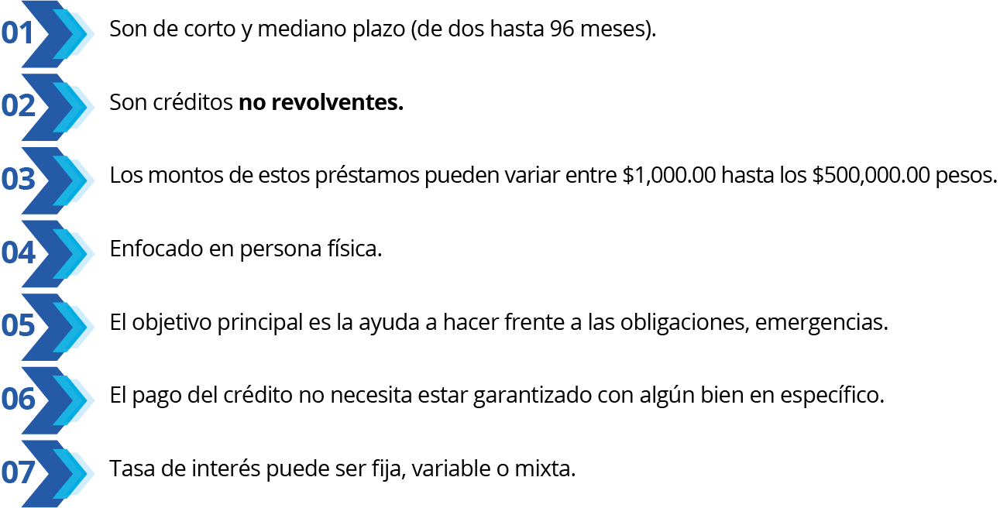 01 Son de corto y mediano plazo (de dos hasta 96 meses).
02 Son créditos no revolventes.
03 Los montos de estos préstamos pueden variar entre $1,000.00 hasta los $500,000.00 pesos.
04 Enfocado en persona física.
05 El objetivo principal es la ayuda a hacer frente a las obligaciones, emergencias.
06 El pago del crédito no necesita estar garantizado con algún bien en específico.
07 Tasa de interés puede ser fija, variable o mixta.